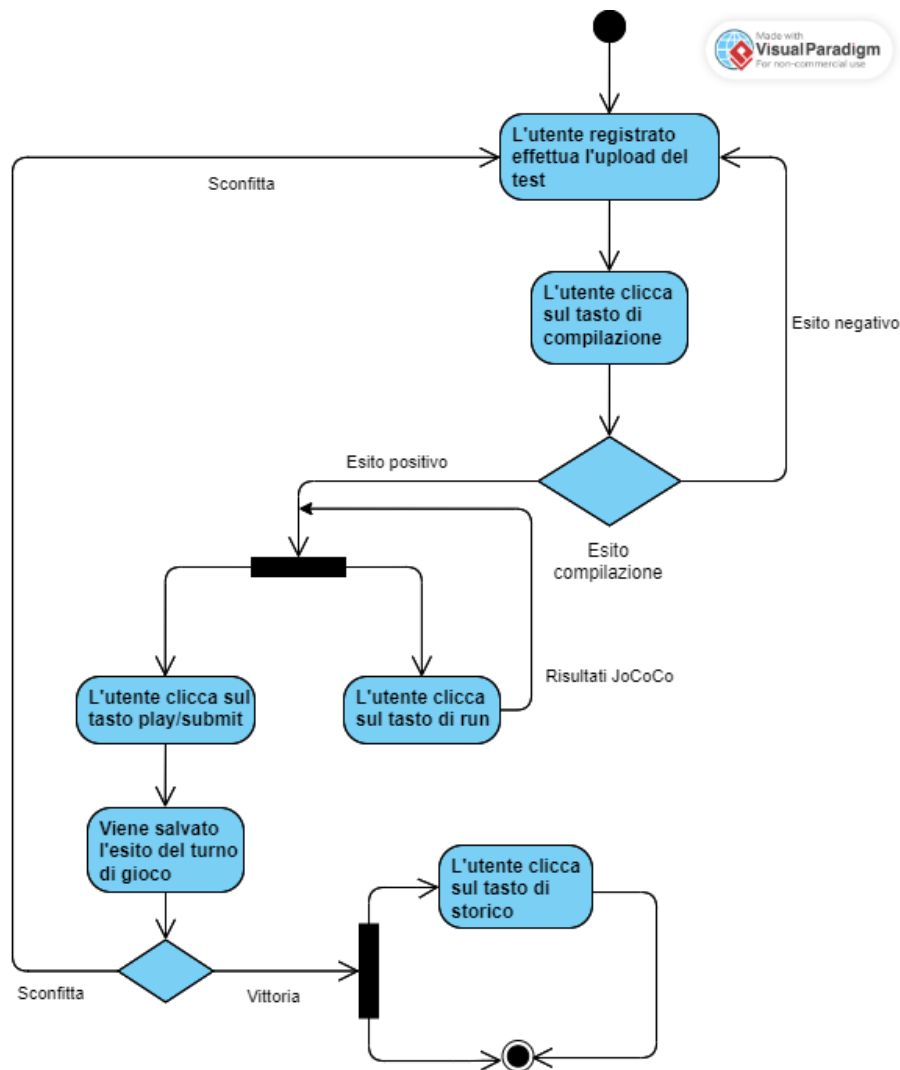 Made with
VisualParadigm
For non-commercial use
L'utente registrato
effettua l'upload del
test
Sconfitta
L'utente clicca
sul tasto di
compilazione
Esito negativo
Esito positivo
Esito
compilazione
L'utente clicca sul
tasto play/submit
L'utente clicca
sul tasto di run
Risultati JoCoCo
Viene salvato
l'esito del turno
di gioco
L'utente clicca
sul tasto di
storico
Sconfitta
Vittoria